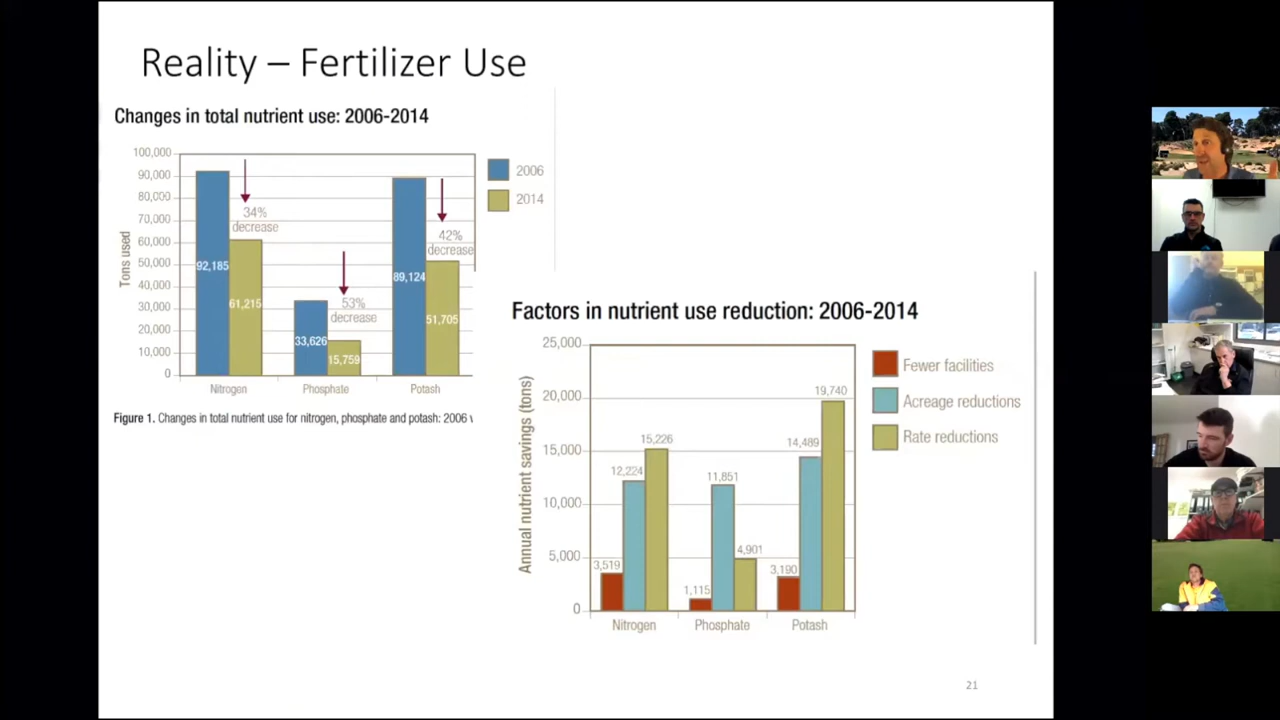 Reality – Fertilizer Use
Changes in total nutrient use: 2006-2014
100,000
90,000
80,000
70,000
60,000
50,000
40,000
30,000
20,000
10,000
0
Tons used
2006
2014
34%
decrease
53%
decrease
42%
decrease
92,185
61,215
33,626
15,759
89,124
51,705
Nitrogen
Phosphate
Potash
Figure 1. Changes in total nutrient use for nitrogen, phosphate and potash: 2006
Factors in nutrient use reduction: 2006-2014
25,000
20,000
15,000
10,000
5,000
0
Annual nutrient savings (tons)
Fewer facilities
Acreage reductions
Rate reductions
3,519
12,224
15,226
1,115
11,851
4,901
3,190
14,489
19,740
Nitrogen
Phosphate
Potash
21